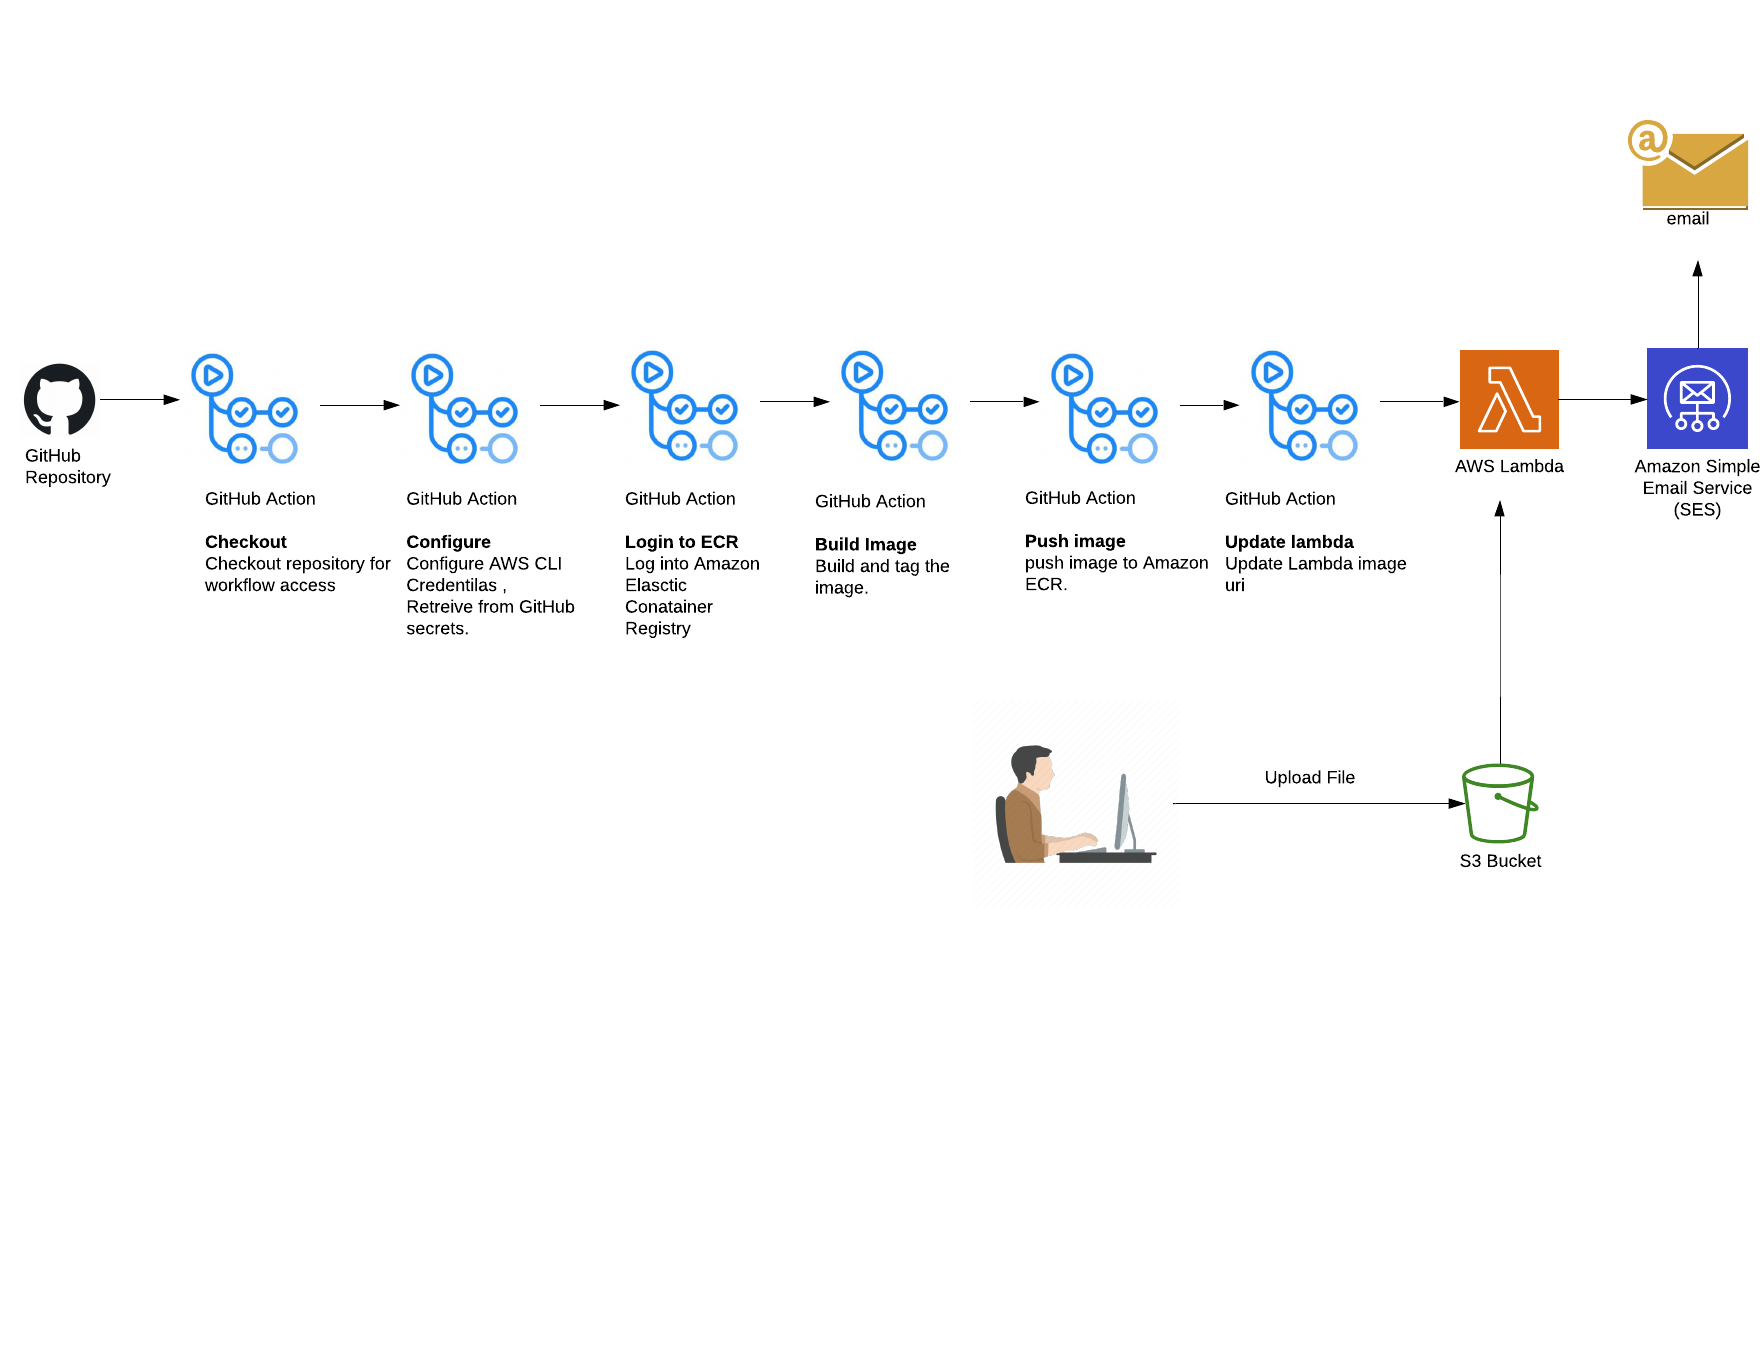 email
GitHub
Repository
GitHub Action
Checkout
Checkout repository for
workflow access
GitHub Action
Configure
Configure AWS CLI
Credentilas ,
Retreive from GitHub
secrets.
GitHub Action
Login to ECR
Log into Amazon
Elasctic
Conatainer
Registry
GitHub Action
Build Image
Build and tag the
image.
GitHub Action
Push image
push image to Amazon
ECR.
GitHub Action
Update lambda
Update Lambda image
uri
AWS Lambda
Amazon Simple
Email Service
(SES)
Upload File
S3 Bucket